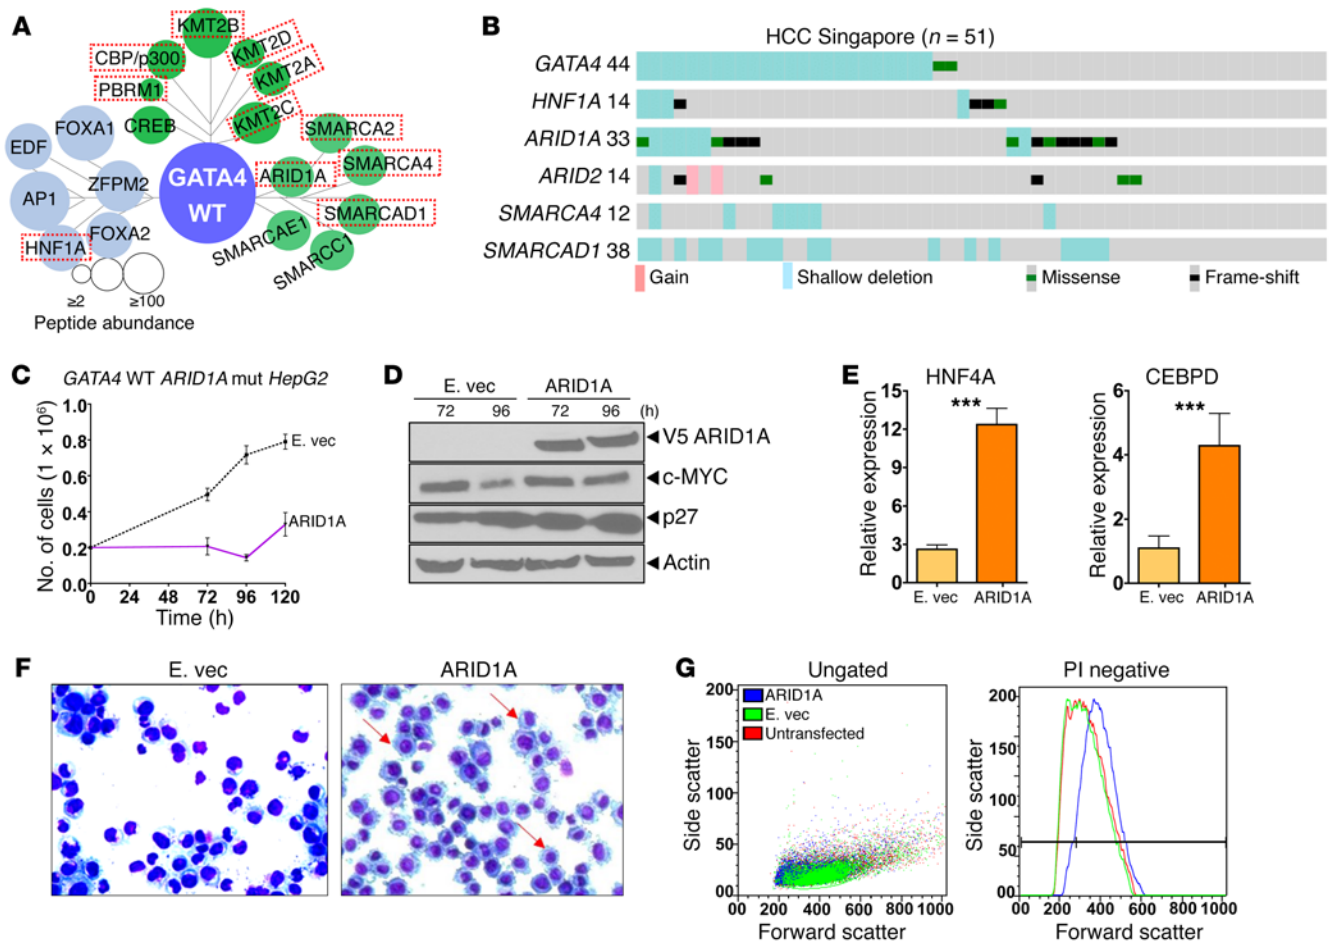 A
KMT2B
CBP/p300
KMT2D
PBRM1
KMT2A
CREB
KMT2C
FOXA1
SMARCA2
EDF
ZFPM2
GATA4
WT
ARID1A
SMARCA4
AP1
SMARCAD1
HNF1A
FOXA2
SMARCAE1
SMARCC1
≥2
≥100
Peptide abundance
B
HCC Singapore (n = 51)
GATA4 44
HNF1A 14
ARID1A 33
ARID2 14
SMARCA4 12
SMARCAD1 38
Gain
Shallow deletion
Missense
Frame-shift
C
GATA4 WT ARID1A mut HepG2
No. of cells (1 × 10⁶)
1.0
0.8
0.6
0.4
0.2
0.0
E. vec
ARID1A
0 24 48 72 96 120
Time (h)
D
E. vec ARID1A
72 96 72 96 (h)
V5 ARID1A
c-MYC
p27
Actin
E
HNF4A
Relative expression
15
12
9
6
3
0
***
E. vec ARID1A
CEBPD
Relative expression
6
4
2
0
***
E. vec ARID1A
F
E. vec
ARID1A
G
Ungated
Side scatter
200
150
100
50
00
ARID1A
E. vec
Untransfected
00 200 400 600 800 1000
Forward scatter
PI negative
Side scatter
200
150
100
50
00
00 200 400 600 800 1000
Forward scatter